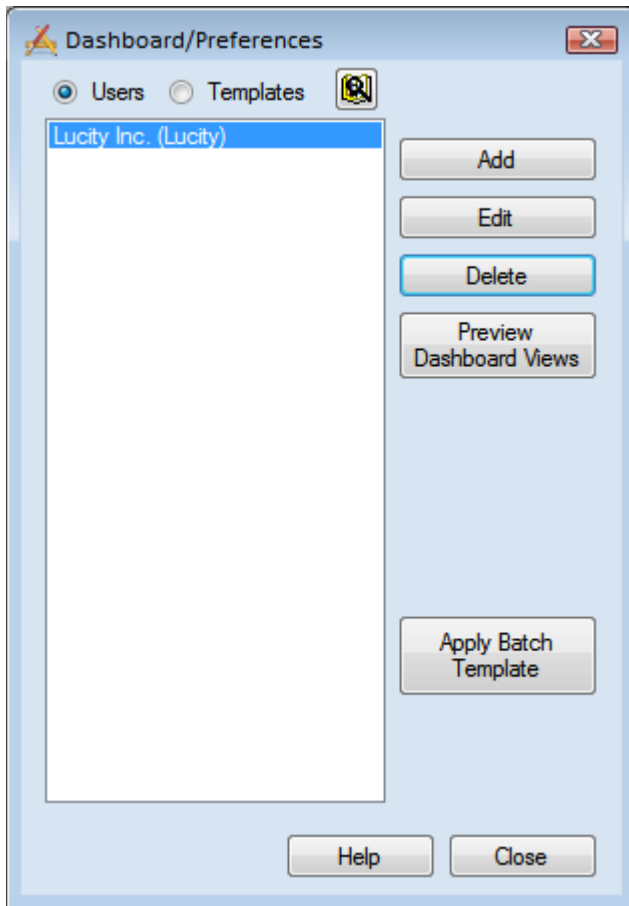 Dashboard/Preferences
Users Templates
Lucity Inc. (Lucity)
Add
Edit
Delete
Preview
Dashboard Views
Apply Batch
Template
Help Close